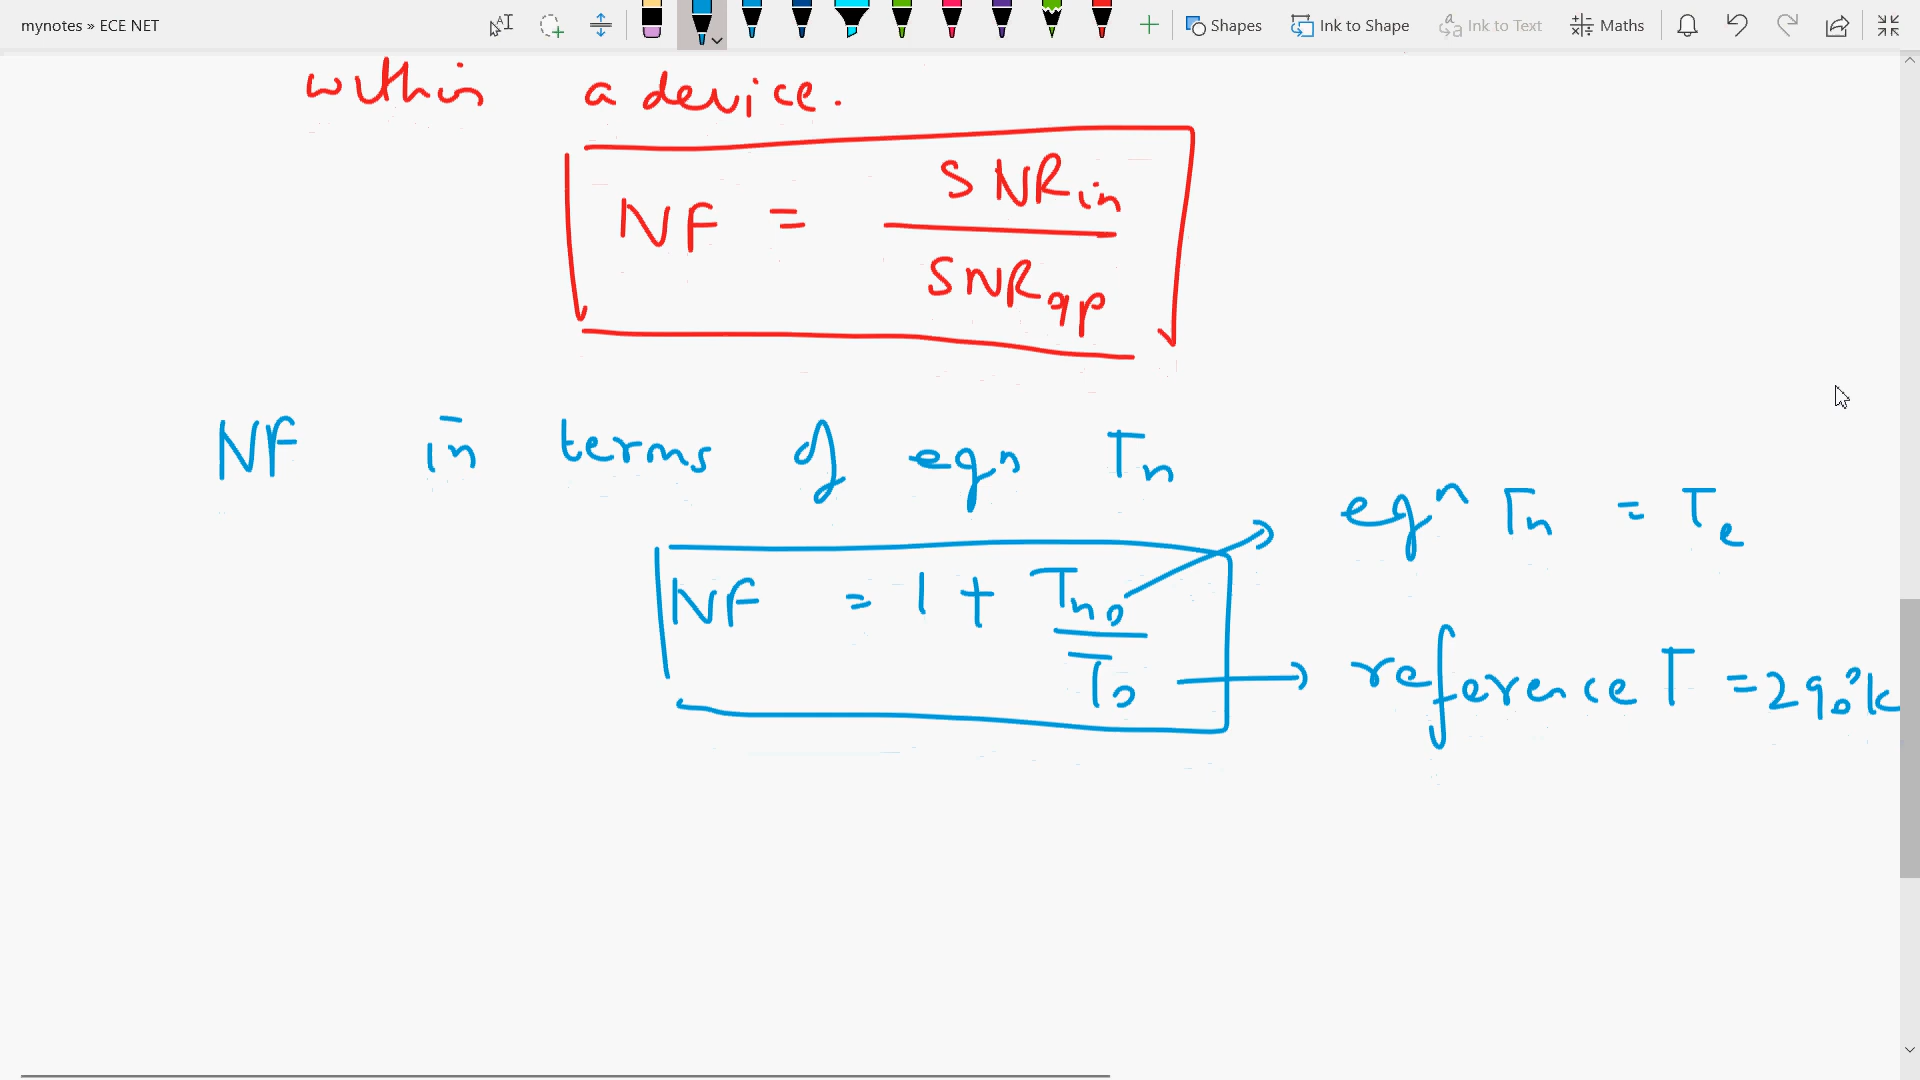 mynotes » ECE NET
Shapes
Ink to Shape
Ink to Text
Maths
within a device.
NF = SNRin
SNRop
NF in terms of eqn Tn
eqn Tn = Te
NF = 1 + Tno
To
reference T = 290°k